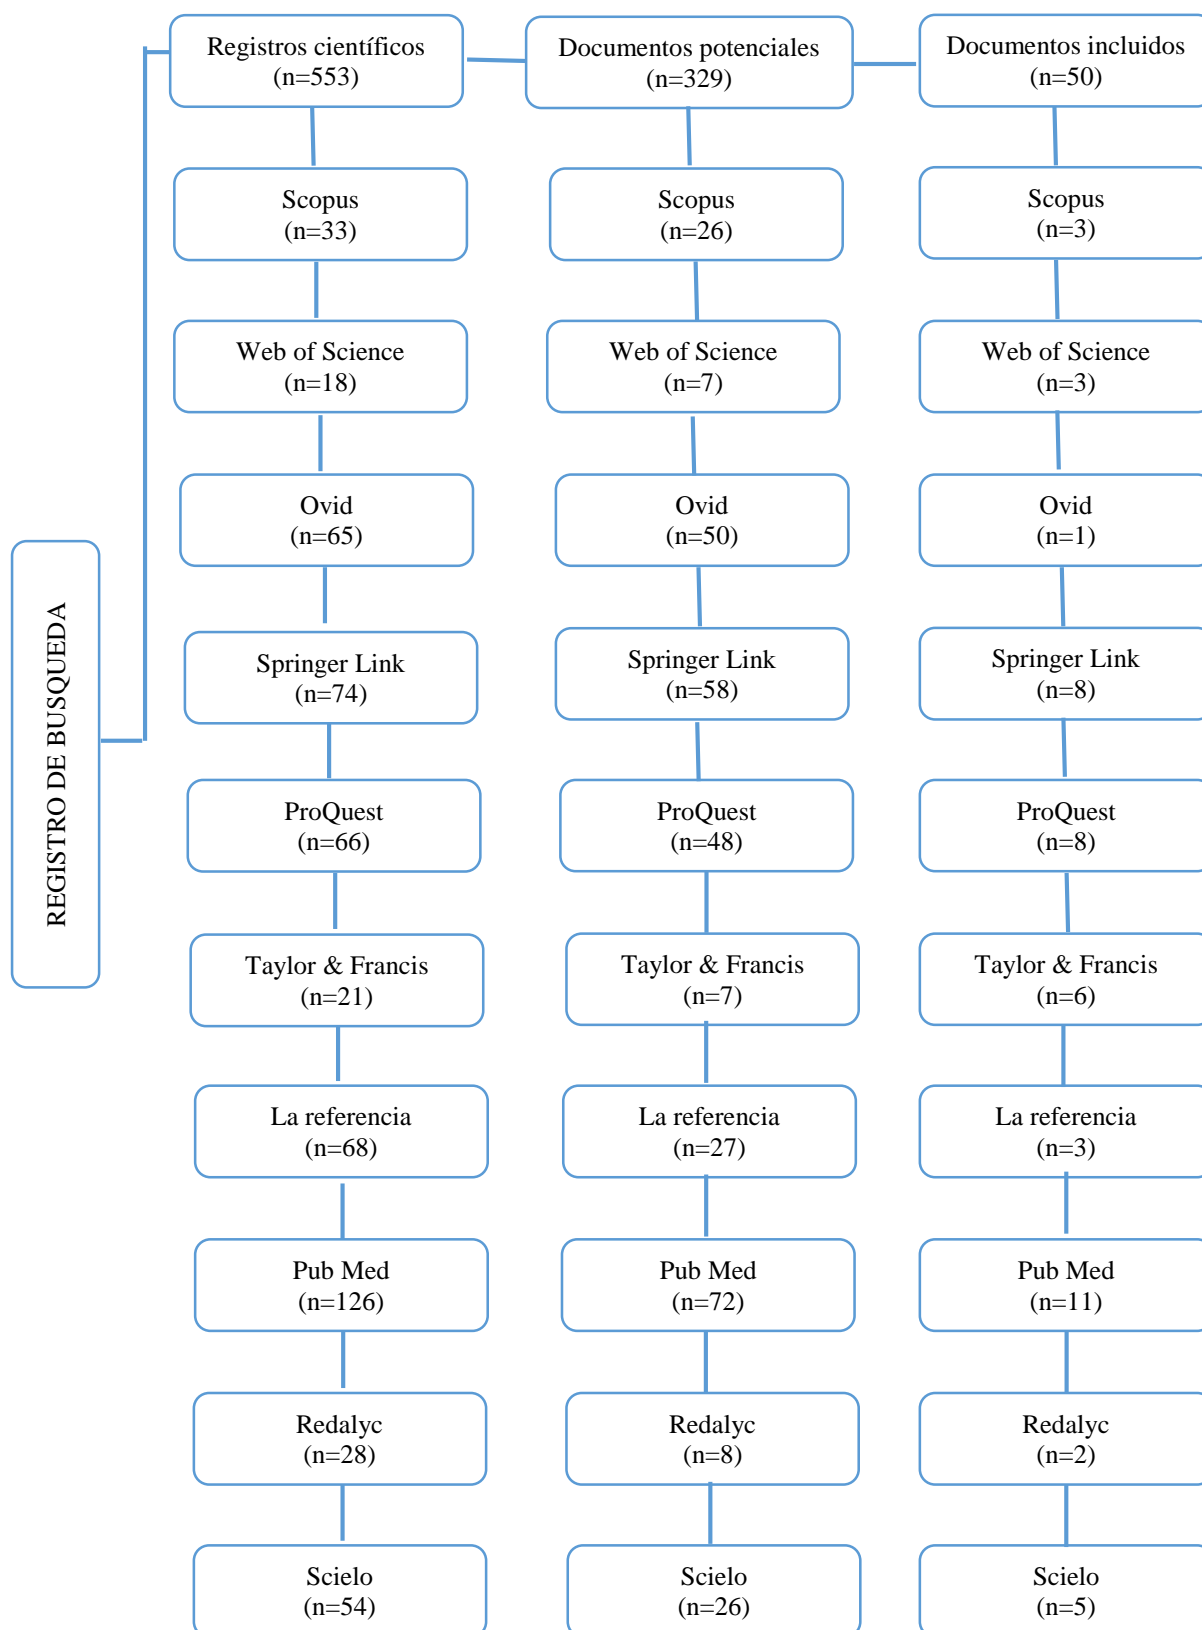 REGISTRO DE BUSQUEDA
Registros científicos
(n=553)
Scopus
(n=33)
Web of Science
(n=18)
Ovid
(n=65)
Springer Link
(n=74)
ProQuest
(n=66)
Taylor & Francis
(n=21)
La referencia
(n=68)
Pub Med
(n=126)
Redalyc
(n=28)
Scielo
(n=54)
Documentos potenciales
(n=329)
Scopus
(n=26)
Web of Science
(n=7)
Ovid
(n=50)
Springer Link
(n=58)
ProQuest
(n=48)
Taylor & Francis
(n=7)
La referencia
(n=27)
Pub Med
(n=72)
Redalyc
(n=8)
Scielo
(n=26)
Documentos incluidos
(n=50)
Scopus
(n=3)
Web of Science
(n=3)
Ovid
(n=1)
Springer Link
(n=8)
ProQuest
(n=8)
Taylor & Francis
(n=6)
La referencia
(n=3)
Pub Med
(n=11)
Redalyc
(n=2)
Scielo
(n=5)